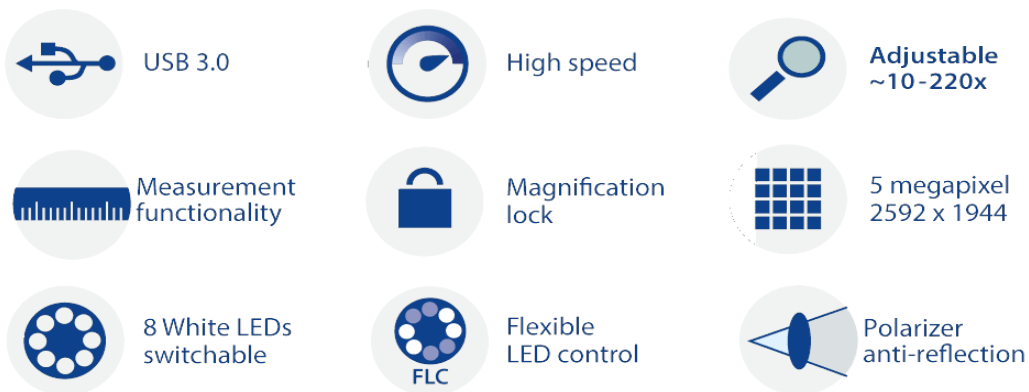 USB 3.0
High speed
Adjustable
~10-220x
Measurement
functionality
Magnification
lock
5 megapixel
2592 x 1944
8 White LEDs
switchable
FLC
Flexible
LED control
Polarizer
anti-reflection